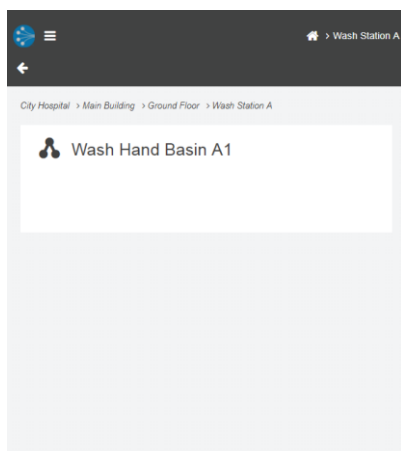 > Wash Station A
City Hospital > Main Building > Ground Floor > Wash Station A
Wash Hand Basin A1